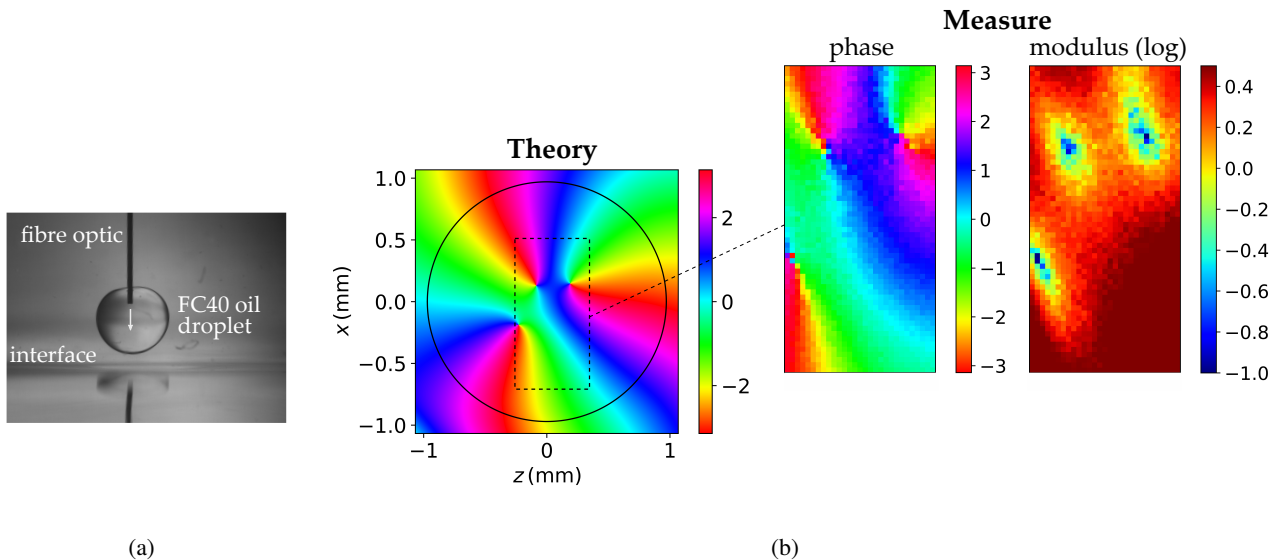 fibre optic
FC40 oil
droplet
interface
(a)
Theory
x (mm)
1.0
0.5
0.0
−0.5
−1.0
−1
0
1
z (mm)
2
0
−2
Measure
phase
modulus (log)
3
2
1
0
−1
−2
−3
0.4
0.2
0.0
−0.2
−0.4
−0.6
−0.8
−1.0
(b)